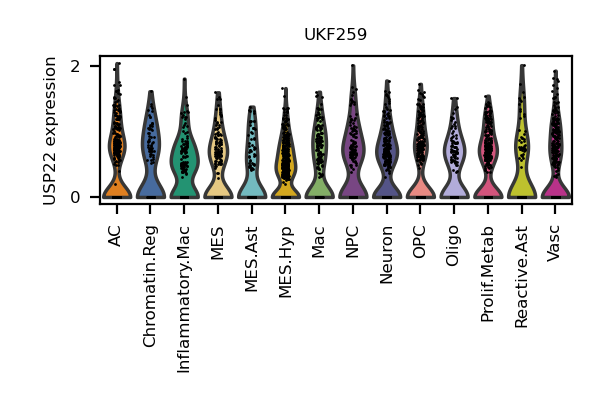 UKF259
USP22 expression
2
0
AC
Chromatin.Reg
Inflammatory.Mac
MES
MES.Ast
MES.Hyp
Mac
NPC
Neuron
OPC
Oligo
Prolif.Metab
Reactive.Ast
Vasc